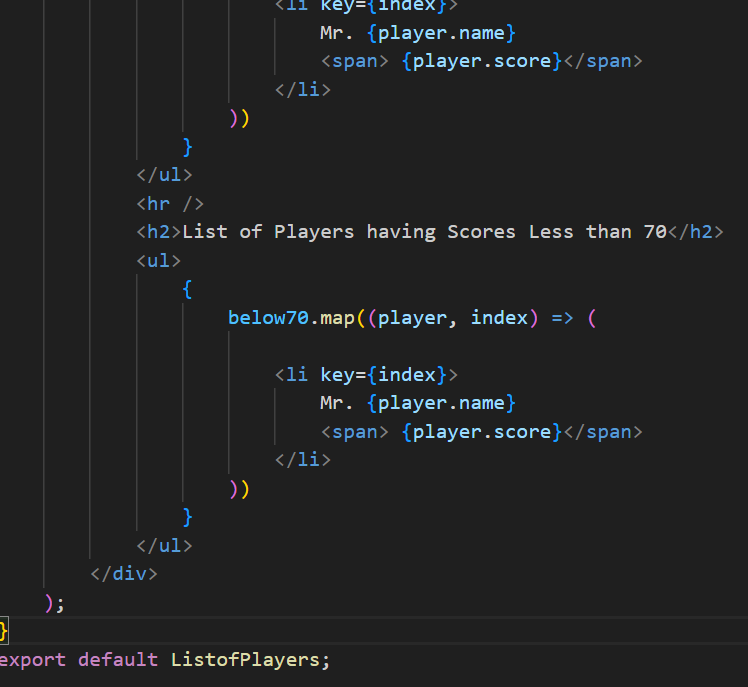 <li key={index}>
Mr. {player.name}
<span> {player.score}</span>
</li>
))
}
</ul>
<hr />
<h2>List of Players having Scores Less than 70</h2>
<ul>
{
below70.map((player, index) => (
<li key={index}>
Mr. {player.name}
<span> {player.score}</span>
</li>
))
}
</ul>
</div>
);
}
export default ListofPlayers;